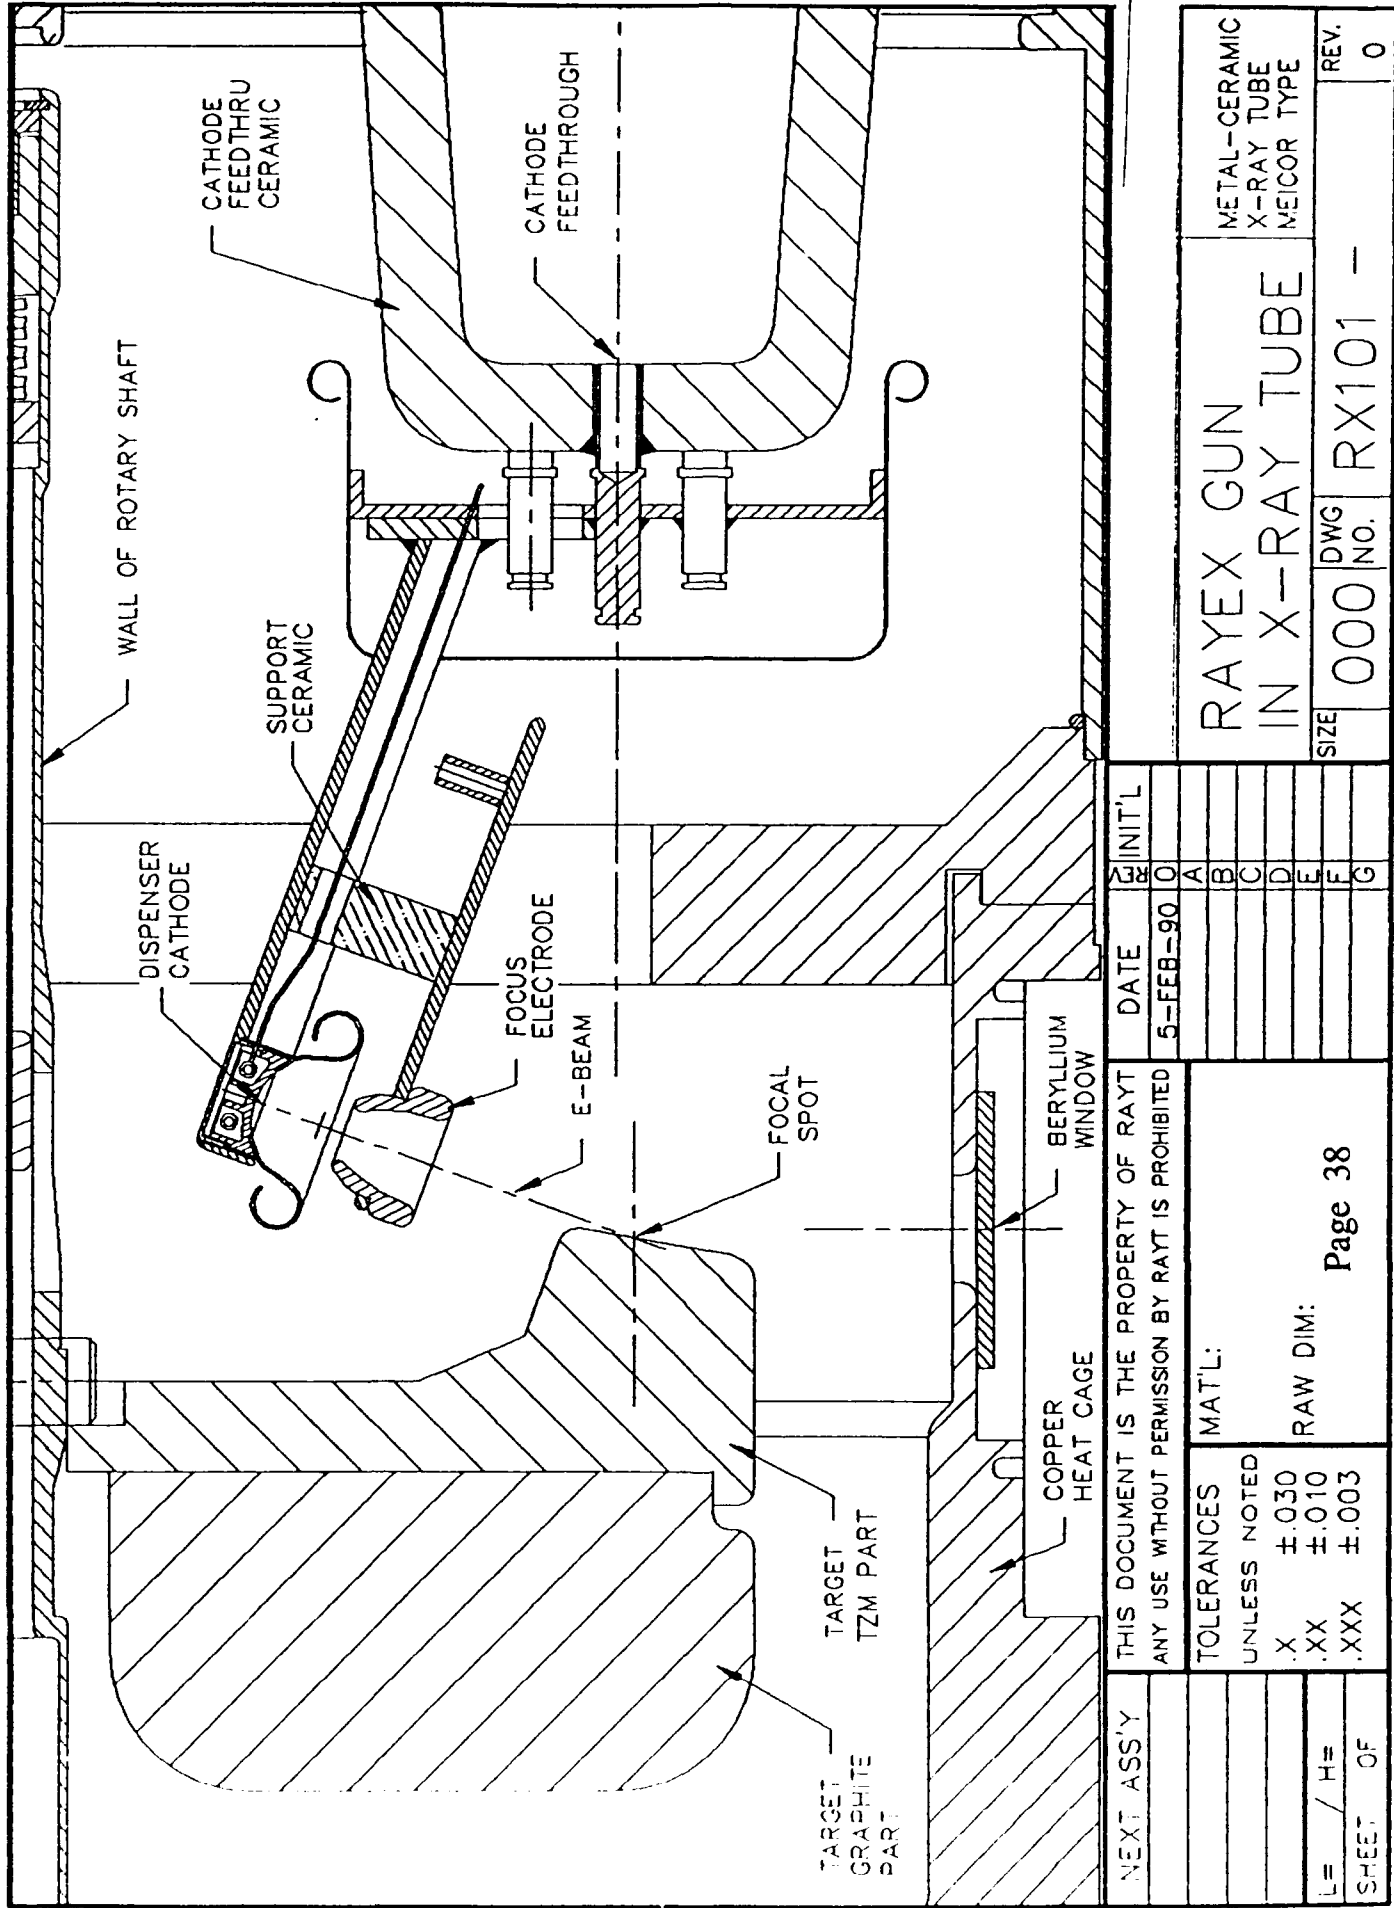 WALL OF ROTARY SHAFT
CATHODE
FEEDTHRU
CERAMIC
CATHODE
FEEDTHROUGH
SUPPORT
CERAMIC
DISPENSER
CATHODE
FOCUS
ELECTRODE
E-BEAM
FOCAL
SPOT
BERYLLIUM
WINDOW
COPPER
HEAT CAGE
TARGET
TZM PART
TARGET
GRAPHITE
PART
NEXT ASS'Y
L= / H=
SHEET OF
THIS DOCUMENT IS THE PROPERTY OF RAYT
ANY USE WITHOUT PERMISSION BY RAYT IS PROHIBITED
TOLERANCES
UNLESS NOTED
.X ±.030
.XX ±.010
.XXX ±.003
MAT'L:
RAW DIM:
Page 38
DATE REV INIT'L
5-FEB-90 0
A
B
C
D
E
F
G
RAYEX GUN
IN X-RAY TUBE
METAL-CERAMIC
X-RAY TUBE
MEICOR TYPE
SIZE
000
DWG
NO.
RX101 -
REV.
0